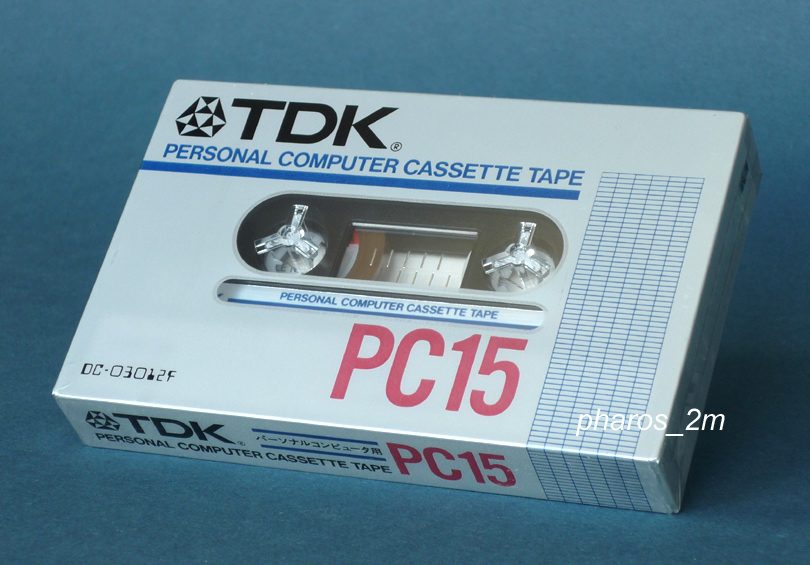 TDK®
PERSONAL COMPUTER CASSETTE TAPE
PERSONAL COMPUTER CASSETTE TAPE
PC15
DC-03012F
pharos_2m
TDK®
パーソナルコンピュータ用
PERSONAL COMPUTER CASSETTE TAPE
PC15